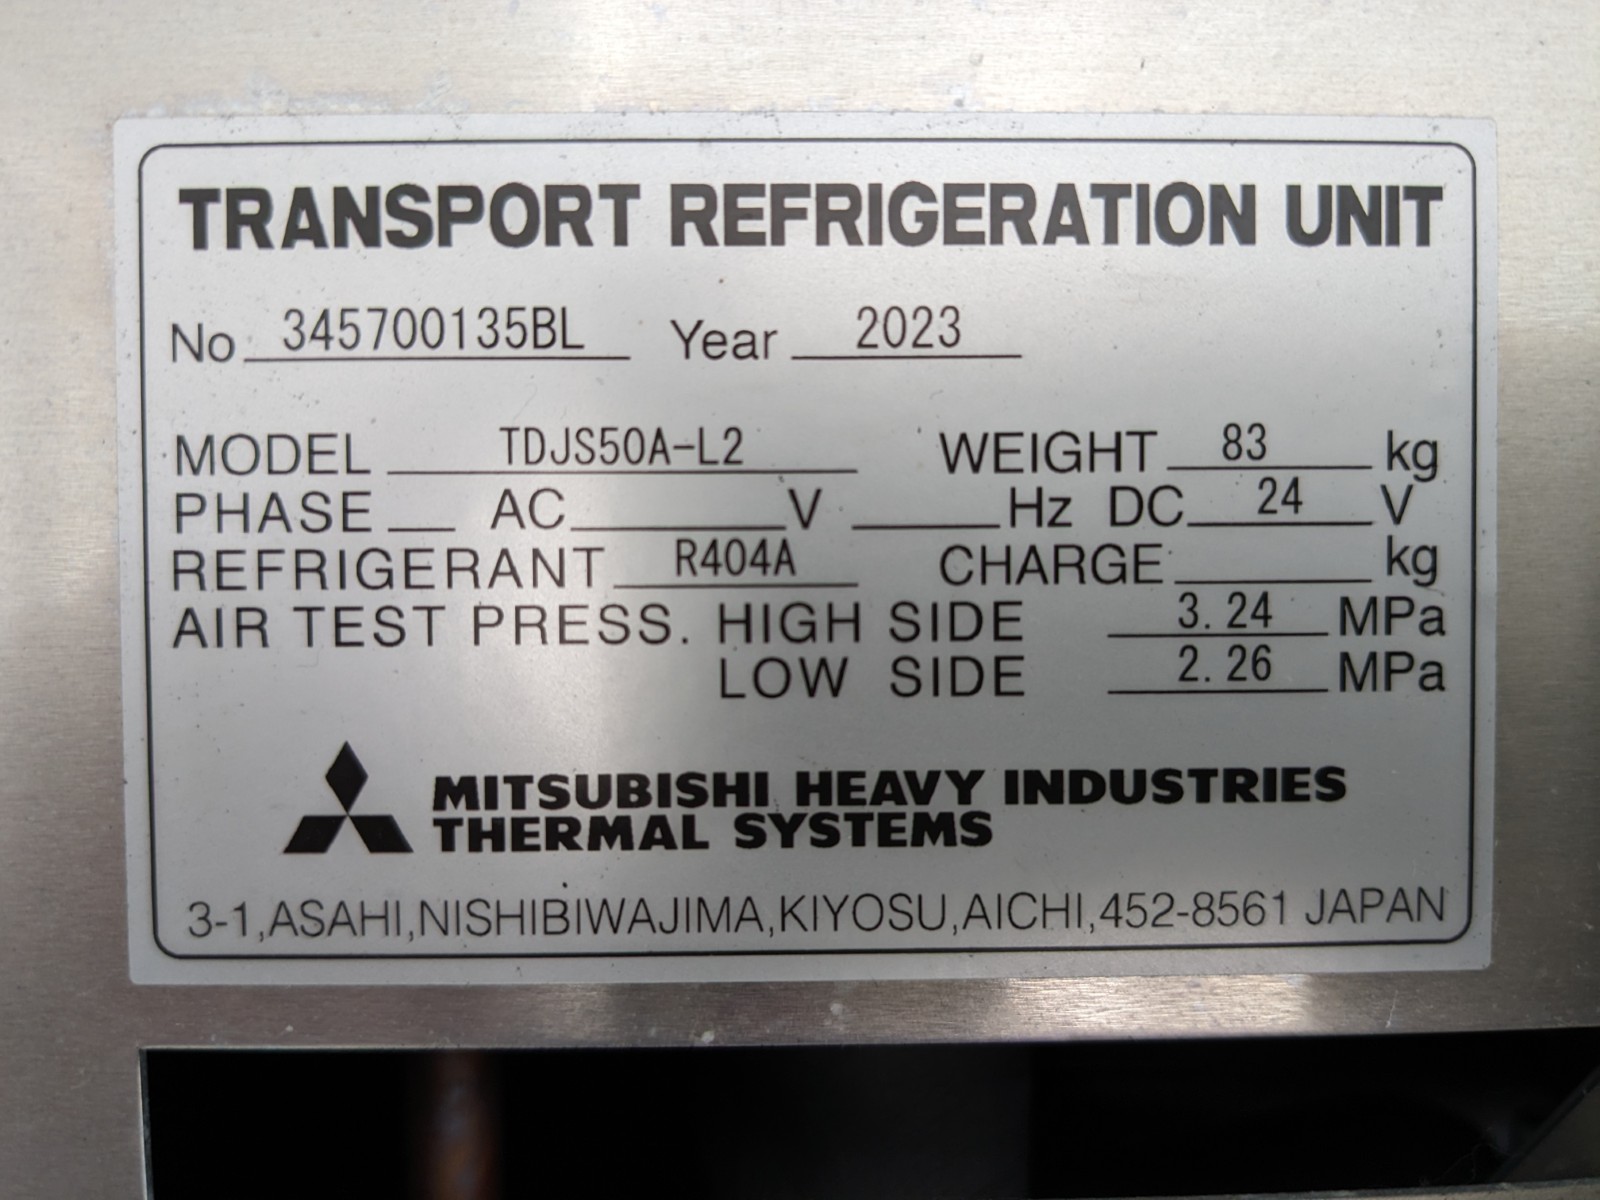 TRANSPORT REFRIGERATION UNIT
No 345700135BL Year 2023
MODEL TDJS50A-L2 WEIGHT 83 kg
PHASE AC V Hz DC 24 V
REFRIGERANT R404A CHARGE kg
AIR TEST PRESS. HIGH SIDE 3.24 MPa
LOW SIDE 2.26 MPa
MITSUBISHI HEAVY INDUSTRIES
THERMAL SYSTEMS
3-1,ASAHI,NISHIBIWAJIMA,KIYOSU,AICHI,452-8561 JAPAN